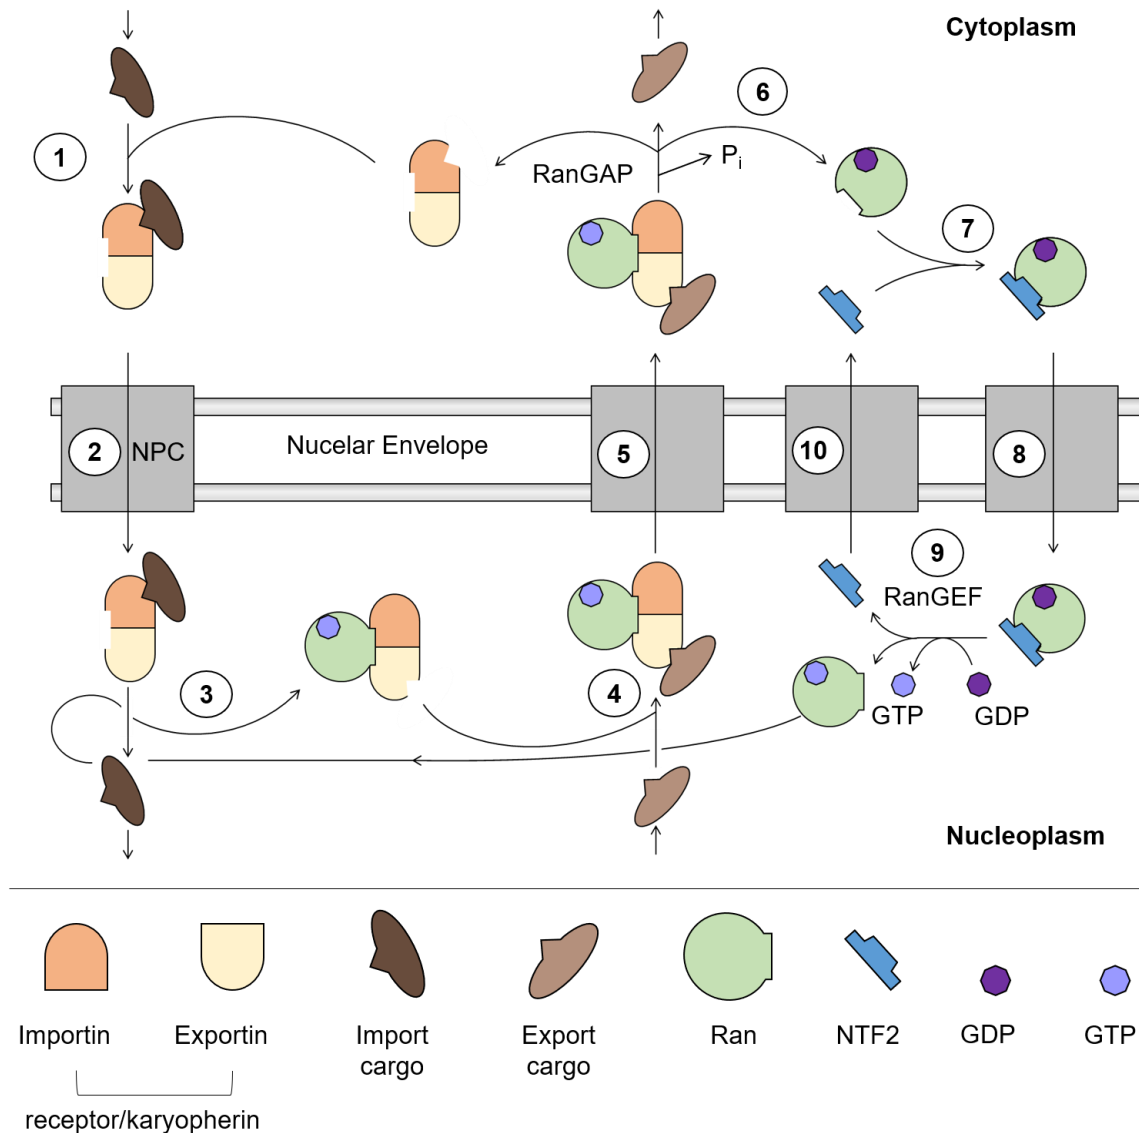 Cytoplasm
6
1
RanGAP
Pi
7
2
NPC
Nucelar Envelope
5
10
8
9
RanGEF
3
4
GTP
GDP
Nucleoplasm
Importin
Exportin
Import
cargo
Export
cargo
Ran
NTF2
GDP
GTP
receptor/karyopherin